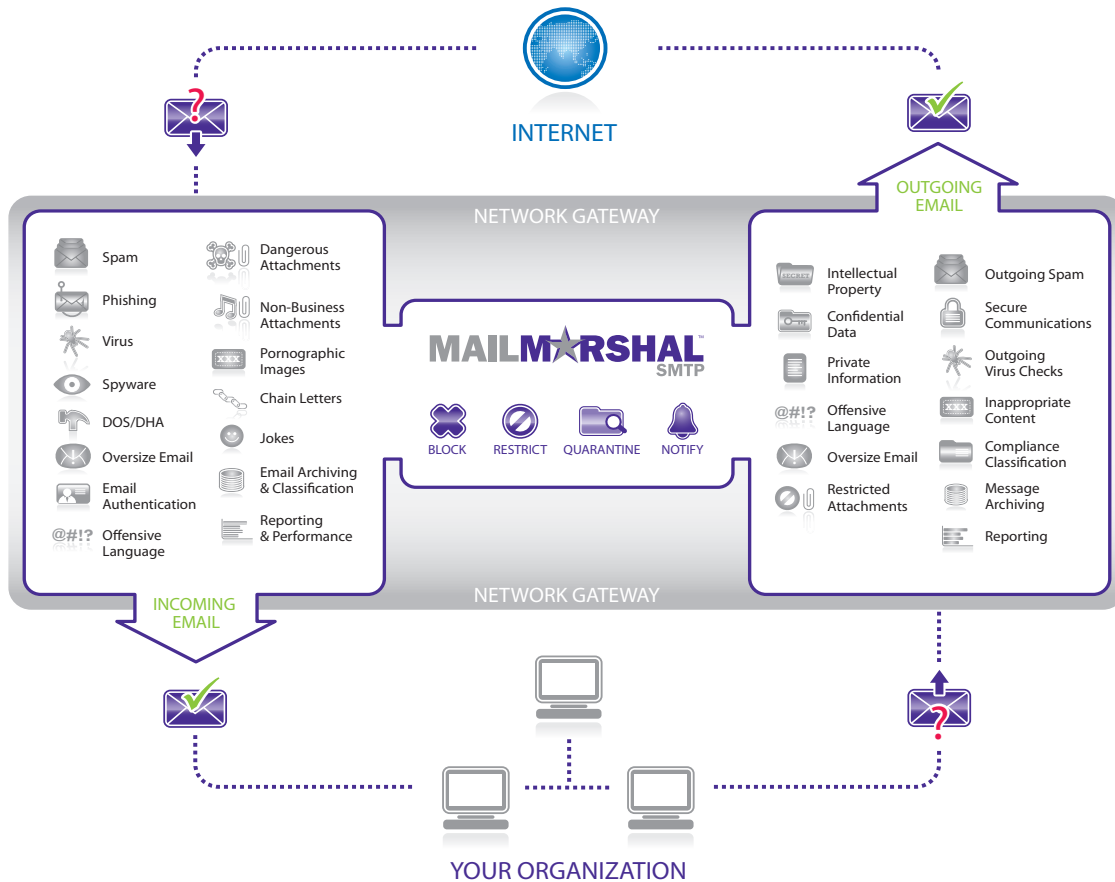 INTERNET
NETWORK GATEWAY
OUTGOING
EMAIL
Spam
Phishing
Virus
Spyware
DOS/DHA
Oversize Email
Email
Authentication
@#!?
Offensive
Language
Dangerous
Attachments
Non-Business
Attachments
XXX
Pornographic
Images
Chain Letters
Jokes
Email Archiving
& Classification
Reporting
& Performance
MAILMARSHAL™
SMTP
BLOCK
RESTRICT
QUARANTINE
NOTIFY
SECRET
Intellectual
Property
Confidential
Data
Private
Information
@#!?
Offensive
Language
Oversize Email
Restricted
Attachments
Outgoing Spam
Secure
Communications
Outgoing
Virus Checks
XXX
Inappropriate
Content
Compliance
Classification
Message
Archiving
Reporting
NETWORK GATEWAY
INCOMING
EMAIL
YOUR ORGANIZATION